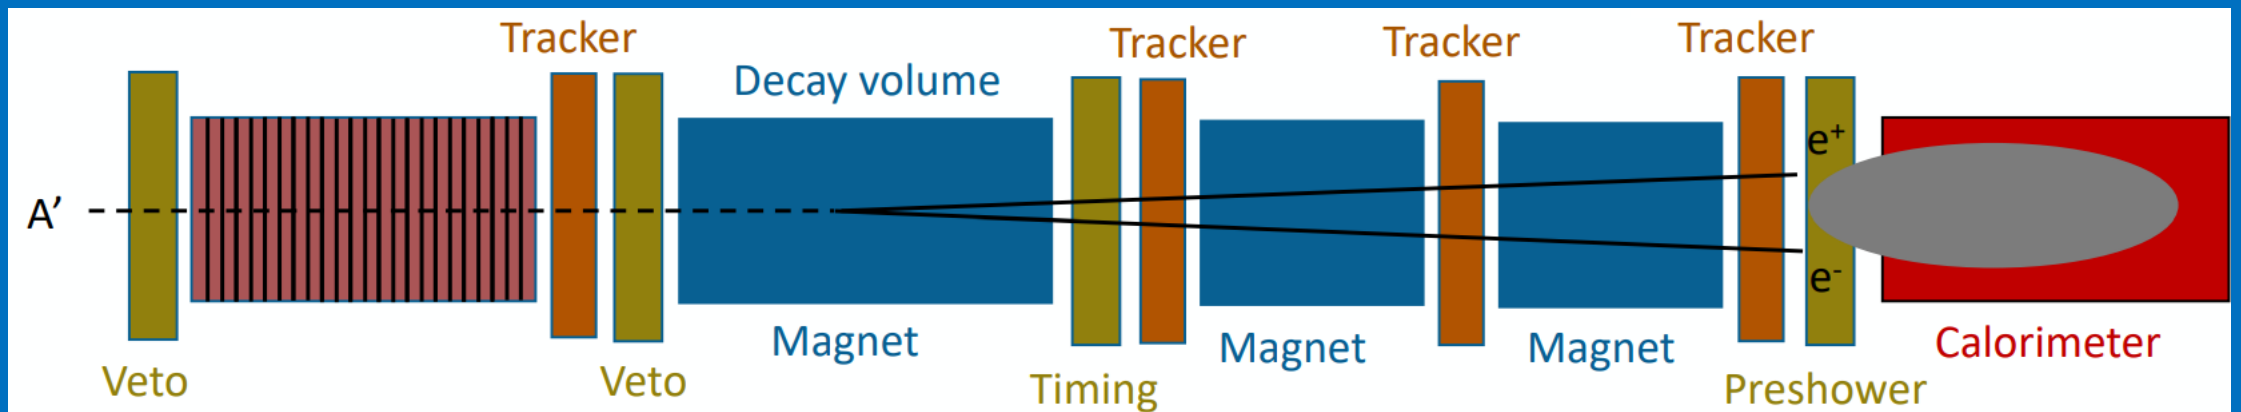 Tracker
Tracker
Tracker
Tracker
Decay volume
e⁺
A’
e⁻
Magnet
Magnet
Magnet
Calorimeter
Veto
Veto
Timing
Preshower